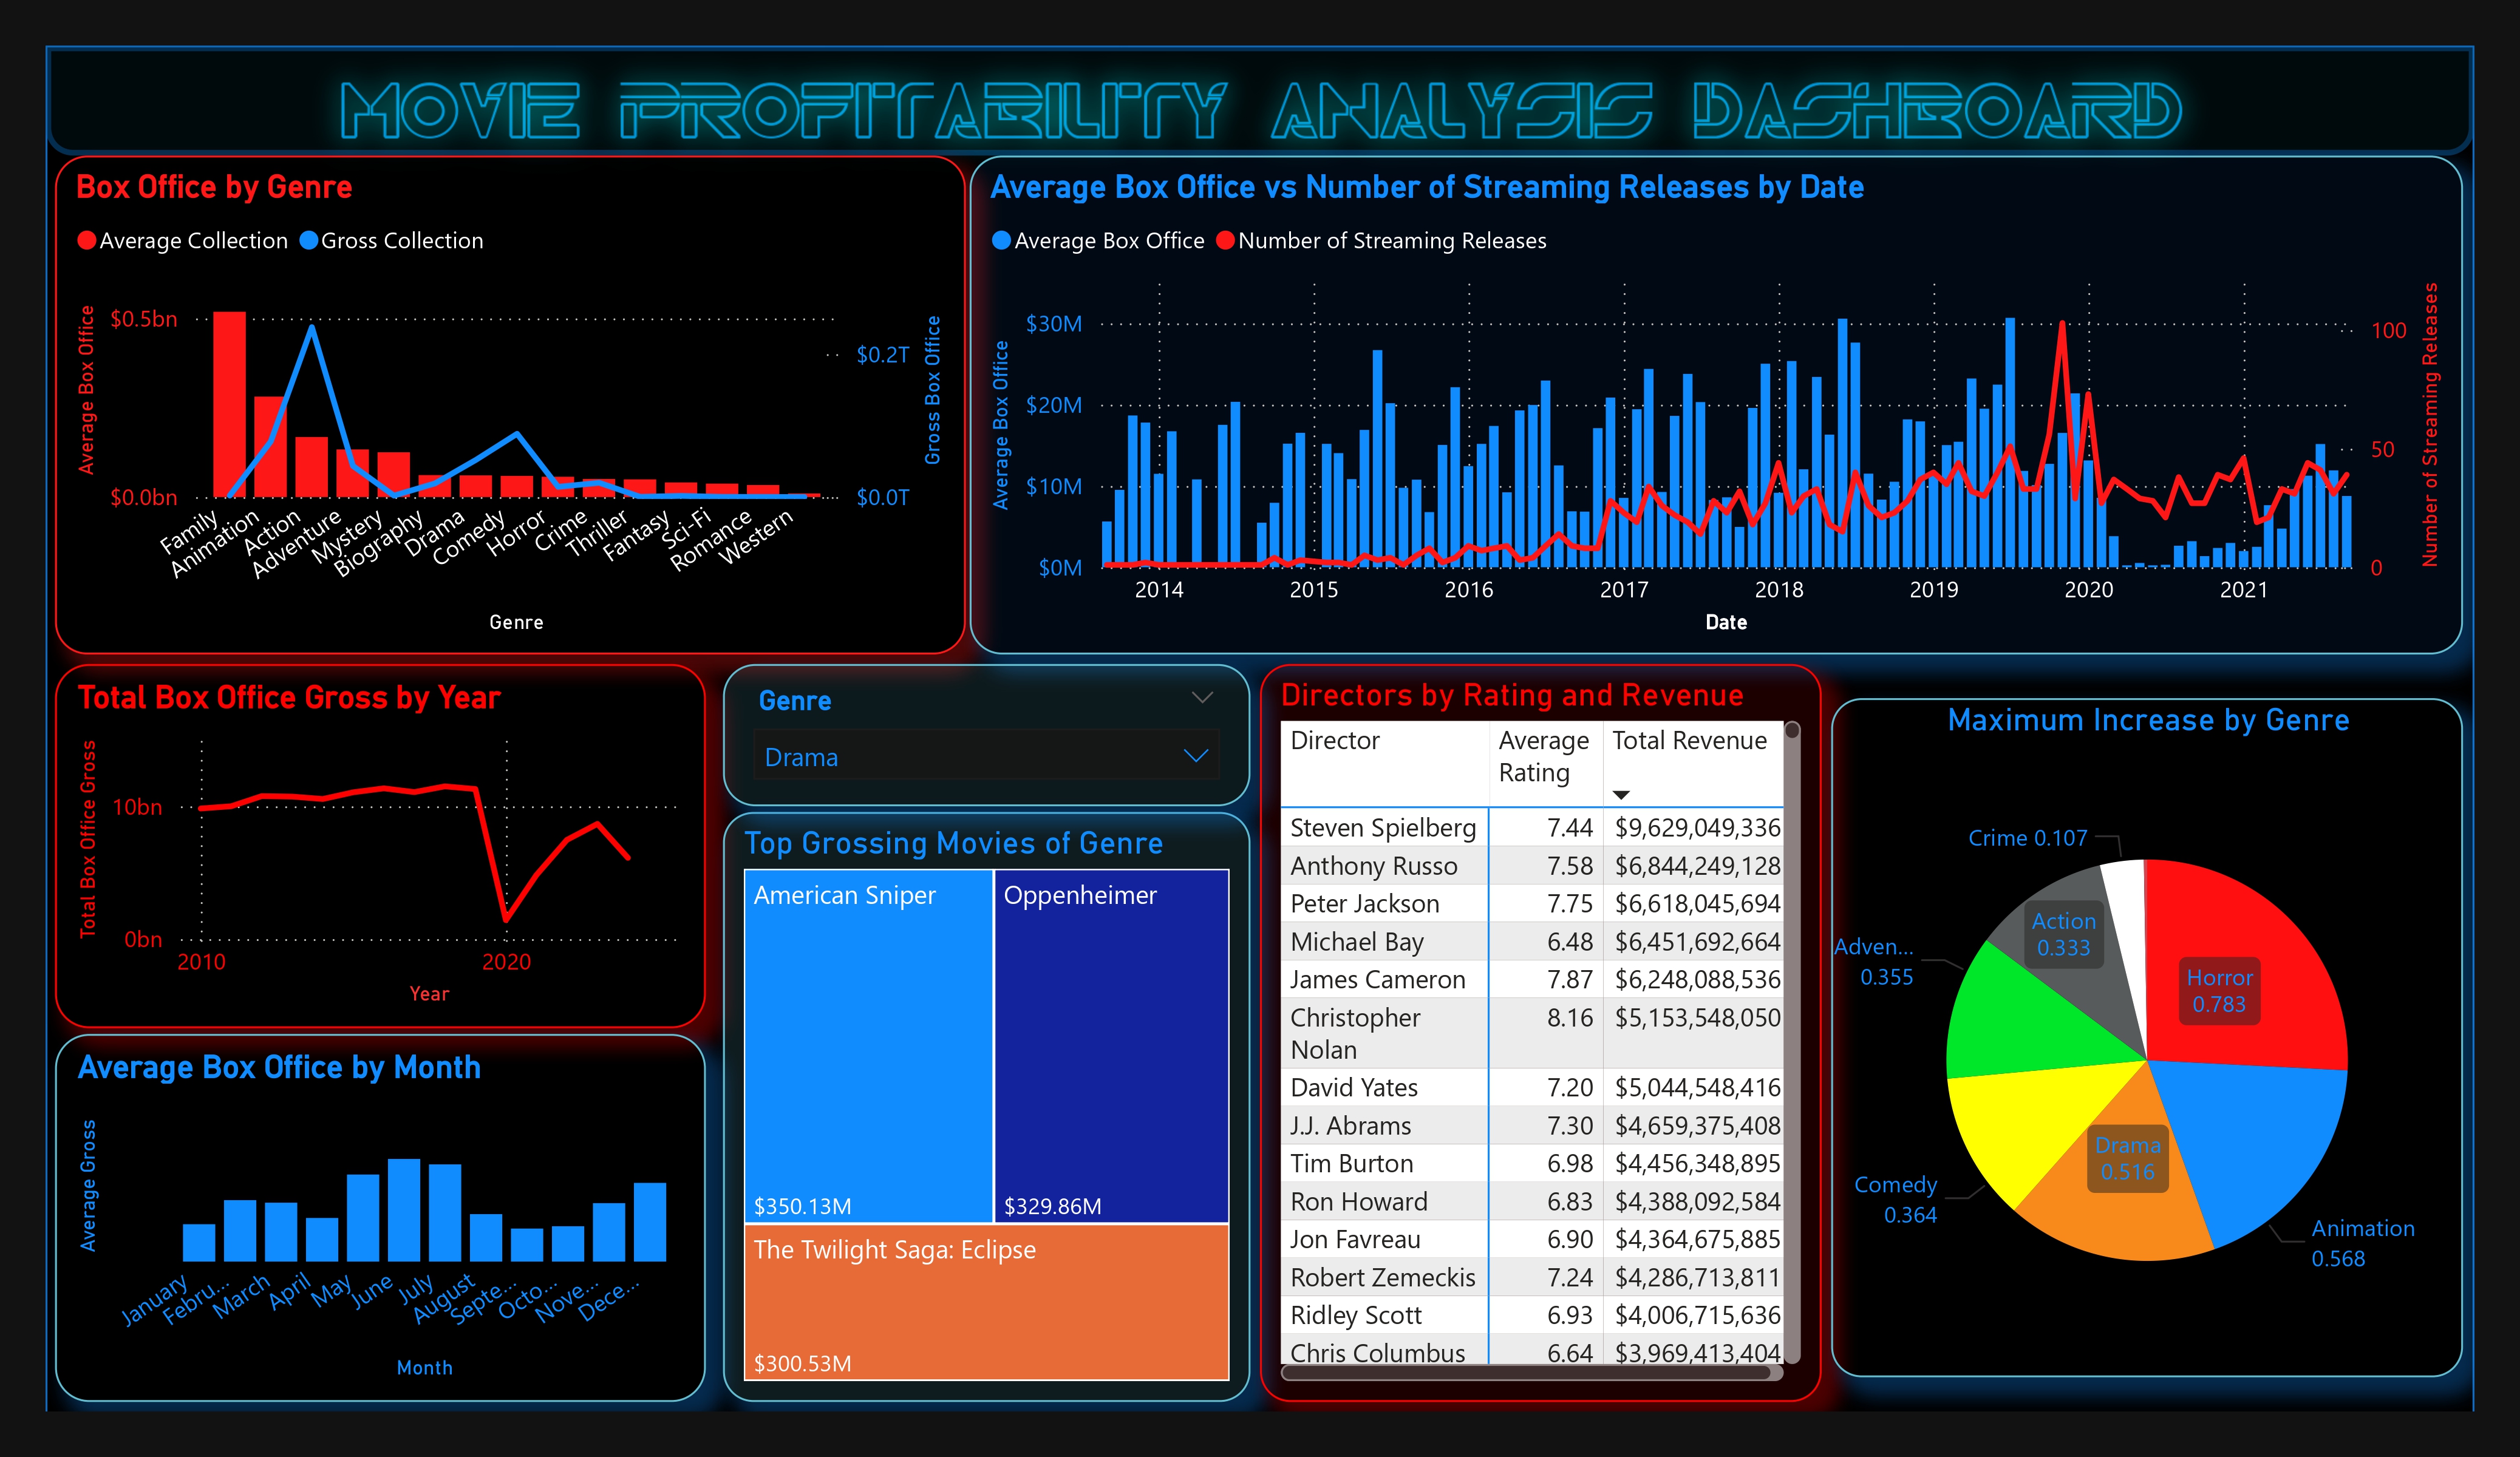 MOVIE PROFITABILITY ANALYSIS DASHBOARD
Box Office by Genre
Average Collection Gross Collection
Average Box Office
$0.5bn
$0.0bn
$0.2T
$0.0T
Gross Box Office
Family
Animation
Action
Adventure
Mystery
Biography
Drama
Comedy
Horror
Crime
Thriller
Fantasy
Sci-Fi
Romance
Western
Genre
Average Box Office vs Number of Streaming Releases by Date
Average Box Office Number of Streaming Releases
Average Box Office
$30M
$20M
$10M
$0M
100
50
0
Number of Streaming Releases
2014 2015 2016 2017 2018 2019 2020 2021
Date
Total Box Office Gross by Year
Total Box Office Gross
10bn
0bn
2010 2020
Year
Average Box Office by Month
Average Gross
January
Febru...
March
April
May
June
July
August
Septe...
Octo...
Nove...
Dece...
Month
Genre
Drama
Top Grossing Movies of Genre
American Sniper
$350.13M
Oppenheimer
$329.86M
The Twilight Saga: Eclipse
$300.53M
Directors by Rating and Revenue
Director Average Total Revenue
Rating
Steven Spielberg 7.44 $9,629,049,336
Anthony Russo 7.58 $6,844,249,128
Peter Jackson 7.75 $6,618,045,694
Michael Bay 6.48 $6,451,692,664
James Cameron 7.87 $6,248,088,536
Christopher 8.16 $5,153,548,050
Nolan
David Yates 7.20 $5,044,548,416
J.J. Abrams 7.30 $4,659,375,408
Tim Burton 6.98 $4,456,348,895
Ron Howard 6.83 $4,388,092,584
Jon Favreau 6.90 $4,364,675,885
Robert Zemeckis 7.24 $4,286,713,811
Ridley Scott 6.93 $4,006,715,636
Chris Columbus 6.64 $3,969,413,404
Maximum Increase by Genre
Crime 0.107
Action
0.333
Adven...
0.355
Horror
0.783
Drama
0.516
Comedy
0.364
Animation
0.568